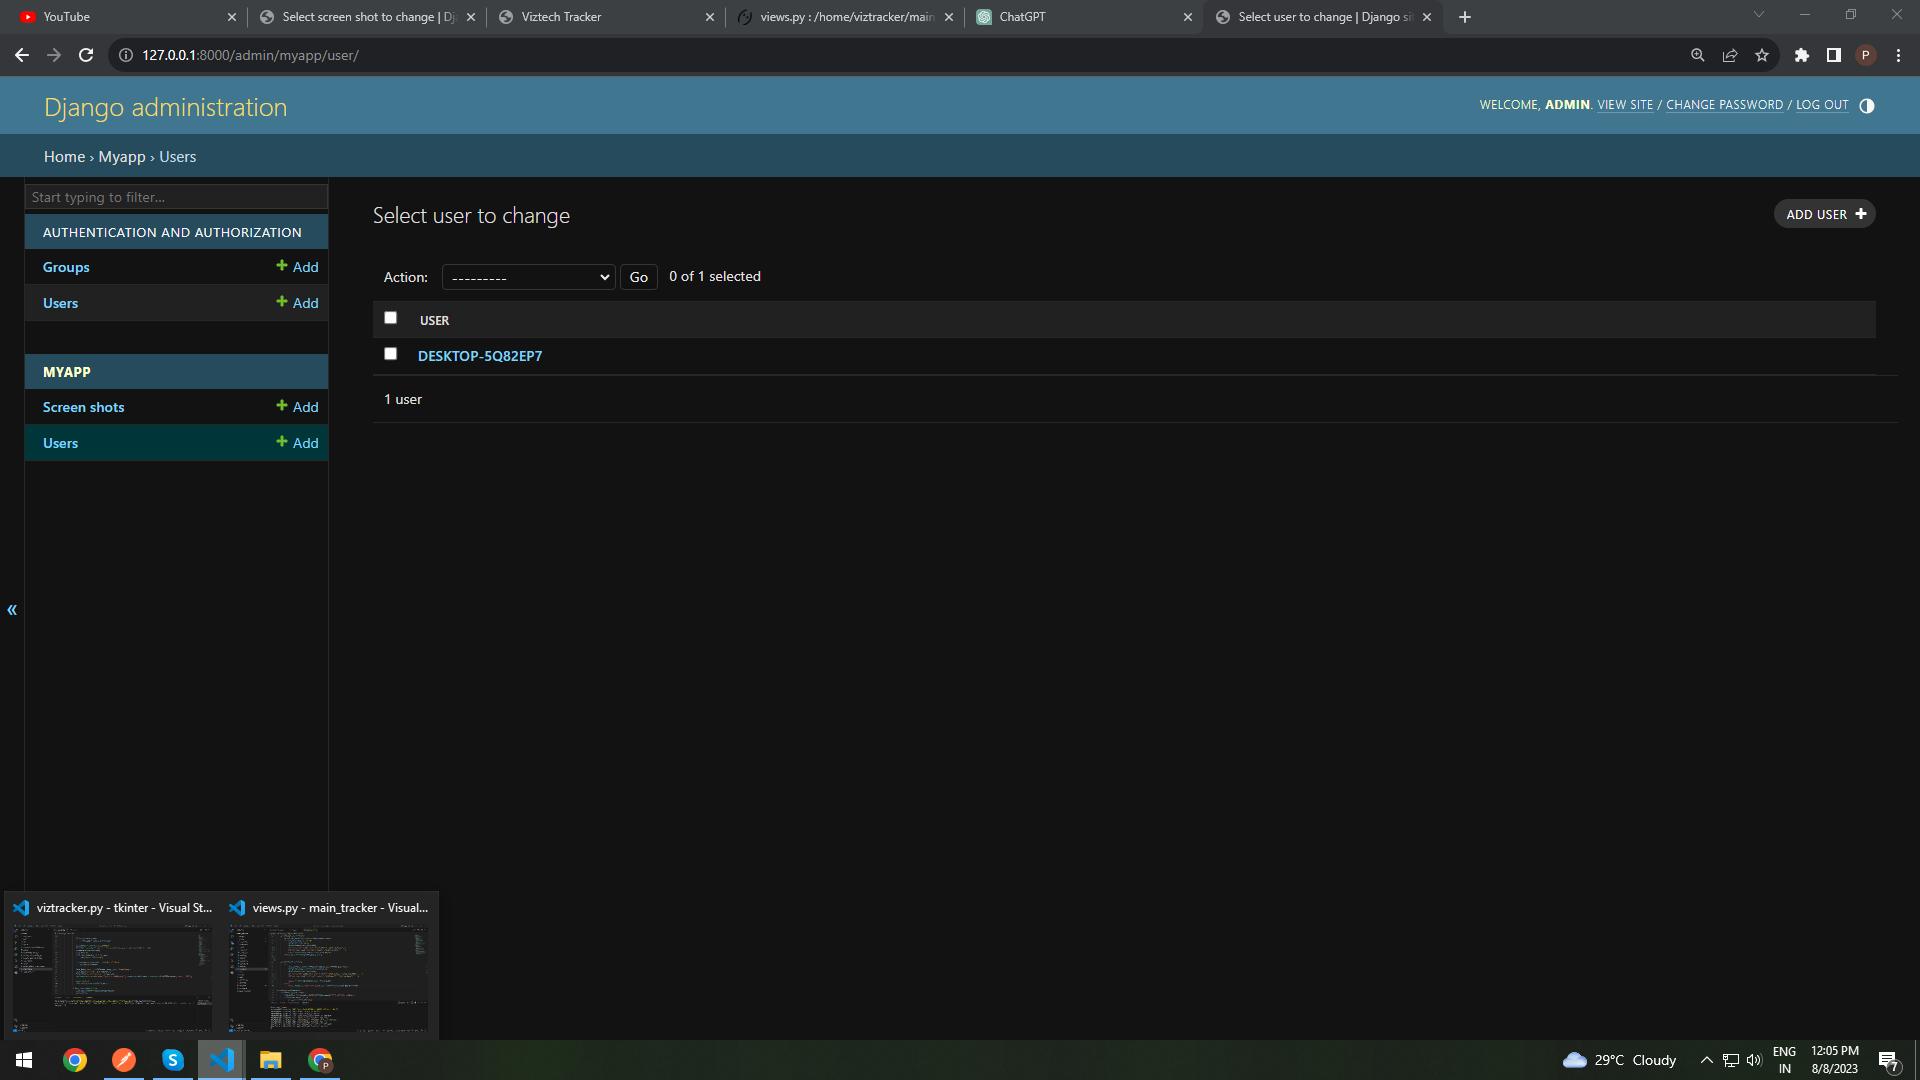 YouTube
Select screen shot to change | Dj
Viztech Tracker
views.py : /home/viztracker/main
ChatGPT
Select user to change | Django si
127.0.0.1:8000/admin/myapp/user/
P
Django administration
WELCOME, ADMIN. VIEW SITE / CHANGE PASSWORD / LOG OUT
Home › Myapp › Users
Start typing to filter...
AUTHENTICATION AND AUTHORIZATION
Groups
Add
Users
Add
MYAPP
Screen shots
Add
Users
Add
«
Select user to change
ADD USER
Action:
---------
Go
0 of 1 selected
USER
DESKTOP-5Q82EP7
1 user
viztracker.py - tkinter - Visual St...
views.py - main_tracker - Visual...
29°C Cloudy
ENG
IN
12:05 PM
8/8/2023
7